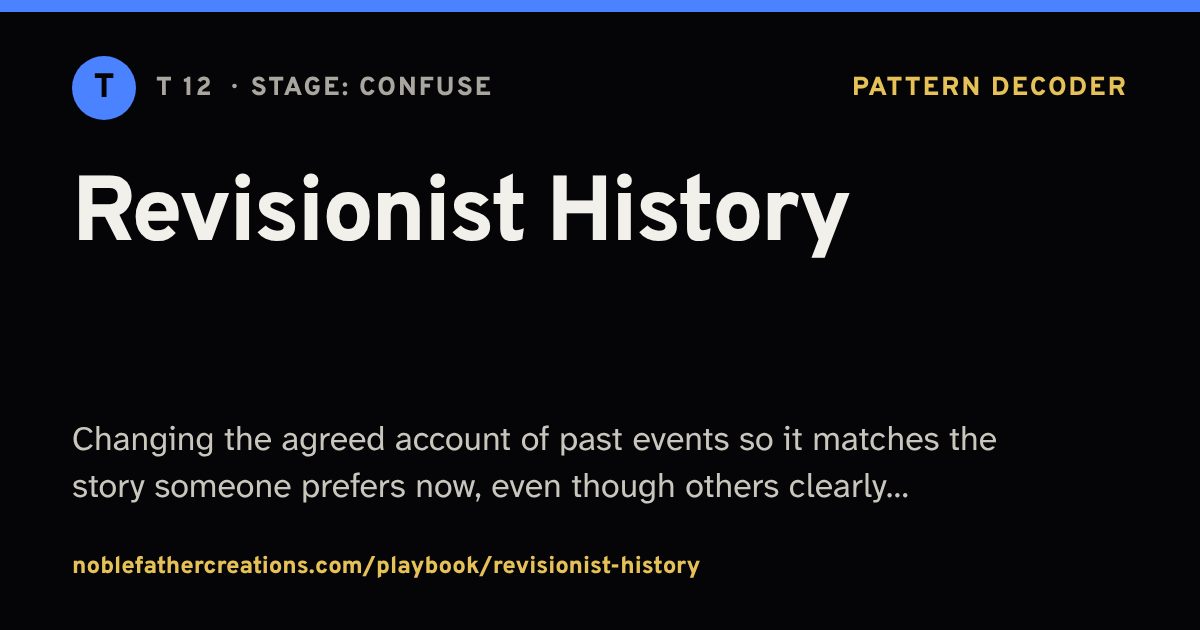 T
T 12 · STAGE: CONFUSE
PATTERN DECODER
Revisionist History
Changing the agreed account of past events so it matches the
story someone prefers now, even though others clearly...
noblefathercreations.com/playbook/revisionist-history